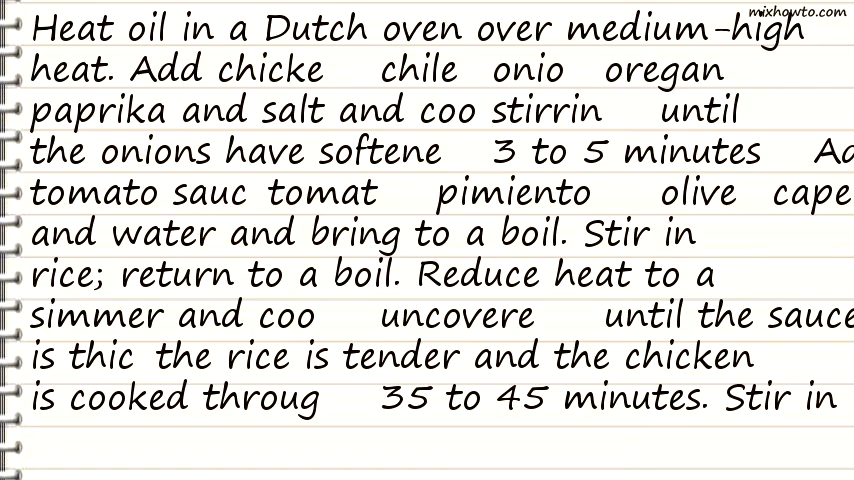 mixhowto.com
Heat oil in a Dutch oven over medium-high
heat. Add chicke chile onio oregan
paprika and salt and coo stirrin until
the onions have softene 3 to 5 minutes Ad
tomato sauc tomat pimiento olive cape
and water and bring to a boil. Stir in
rice; return to a boil. Reduce heat to a
simmer and coo uncovere until the sauce
is thic the rice is tender and the chicken
is cooked throug 35 to 45 minutes. Stir in